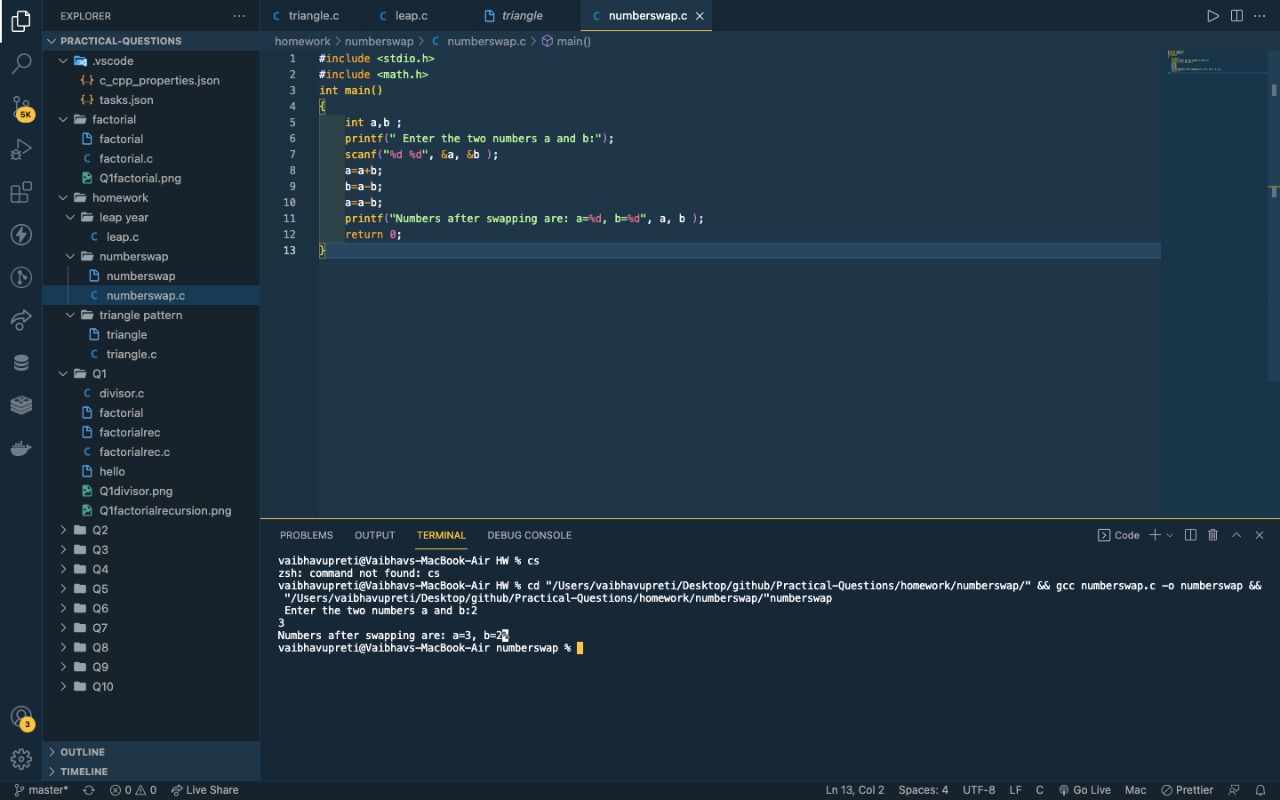 EXPLORER
PRACTICAL-QUESTIONS
.vscode
c_cpp_properties.json
tasks.json
factorial
factorial
factorial.c
Q1factorial.png
homework
leap year
leap.c
numberswap
numberswap
numberswap.c
triangle pattern
triangle
triangle.c
Q1
divisor.c
factorial
factorialrec
factorialrec.c
hello
Q1divisor.png
Q1factorialrecursion.png
Q2
Q3
Q4
Q5
Q6
Q7
Q8
Q9
Q10
OUTLINE
TIMELINE
5K
3
triangle.c leap.c triangle numberswap.c
homework > numberswap > C numberswap.c > main()
1 #include <stdio.h>
2 #include <math.h>
3 int main()
4 {
5 int a,b ;
6 printf(" Enter the two numbers a and b:");
7 scanf("%d %d", &a, &b );
8 a=a+b;
9 b=a-b;
10 a=a-b;
11 printf("Numbers after swapping are: a=%d, b=%d", a, b );
12 return 0;
13 }
PROBLEMS OUTPUT TERMINAL DEBUG CONSOLE Code
vaibhavupreti@Vaibhavs-MacBook-Air HW % cs
zsh: command not found: cs
vaibhavupreti@Vaibhavs-MacBook-Air HW % cd "/Users/vaibhavupreti/Desktop/github/Practical-Questions/homework/numberswap/" && gcc numberswap.c -o numberswap &&
"/Users/vaibhavupreti/Desktop/github/Practical-Questions/homework/numberswap/"numberswap
Enter the two numbers a and b:2
3
Numbers after swapping are: a=3, b=2%
vaibhavupreti@Vaibhavs-MacBook-Air numberswap %
master* 0 0 Live Share Ln 13, Col 2 Spaces: 4 UTF-8 LF C Go Live Mac Prettier